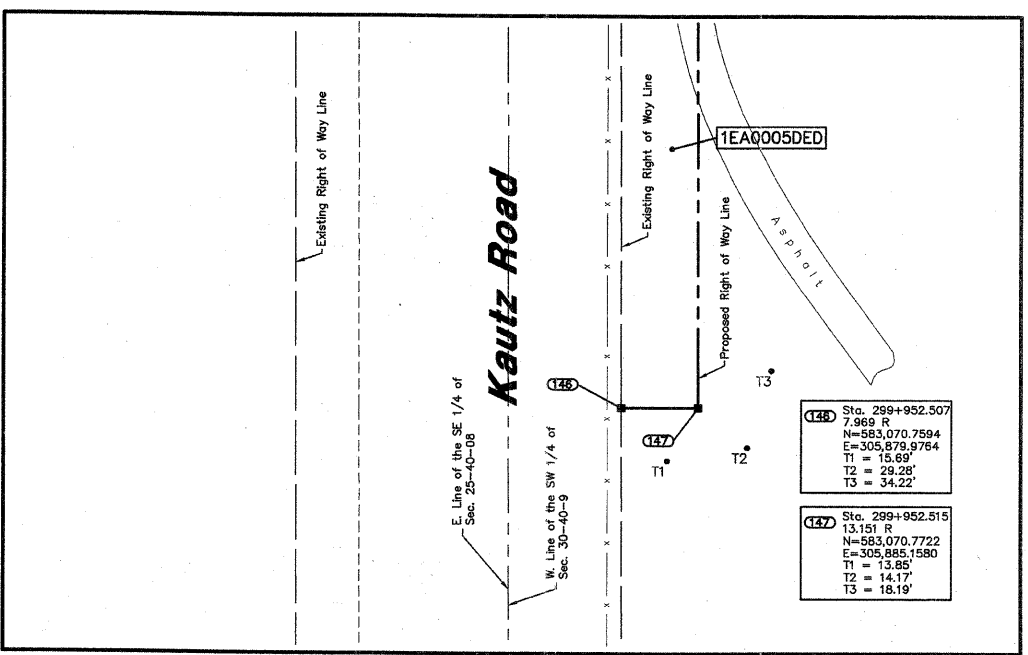 Existing Right of Way Line
Kautz Road
E. Line of the SE 1/4 of
Sec. 25-40-08
W. Line of the SW 1/4 of
Sec. 30-40-9
Existing Right of Way Line
1EA0005DED
Proposed Right of Way Line
Asphalt
146
147
T1
T2
T3
146
Sta. 299+952.507
7.969 R
N=583,070.7594
E=305,879.9764
T1 = 15.69'
T2 = 29.28'
T3 = 34.22'
147
Sta. 299+952.515
13.151 R
N=583,070.7722
E=305,885.1580
T1 = 13.85'
T2 = 14.17'
T3 = 18.19'